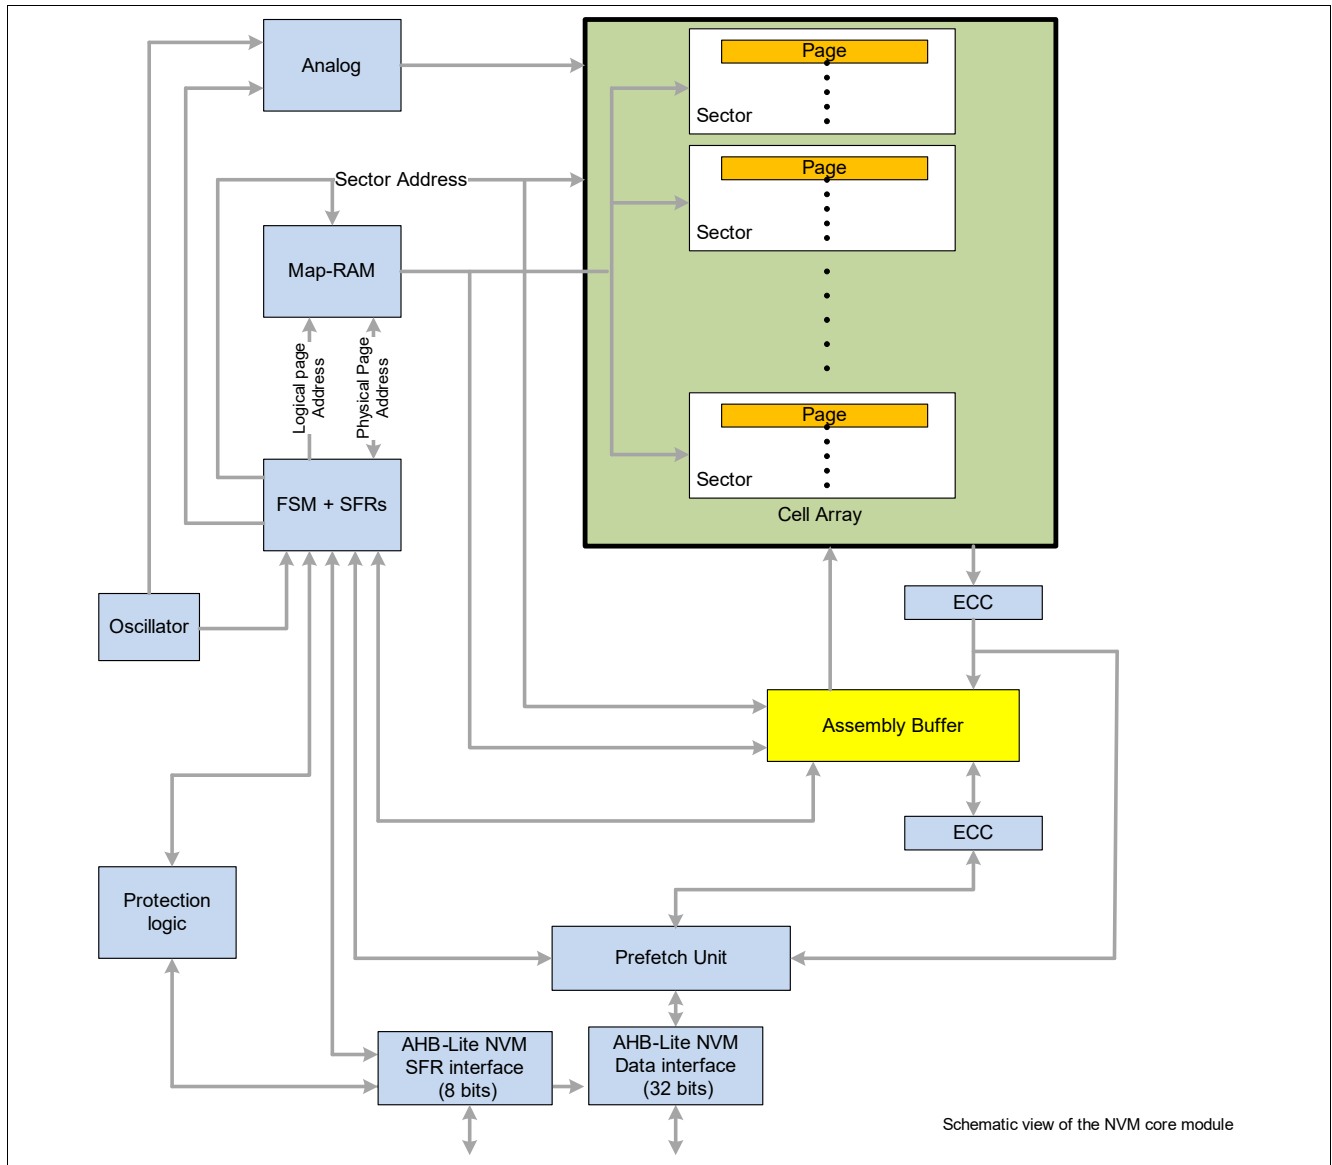 Analog
Page
Sector
Page
Sector Address
Sector
Map-RAM
Logical page
Address
Physical Page
Address
Page
Sector
FSM + SFRs
Cell Array
ECC
Oscillator
Assembly Buffer
ECC
Protection
logic
Prefetch Unit
AHB-Lite NVM
SFR interface
(8 bits)
AHB-Lite NVM
Data interface
(32 bits)
Schematic view of the NVM core module